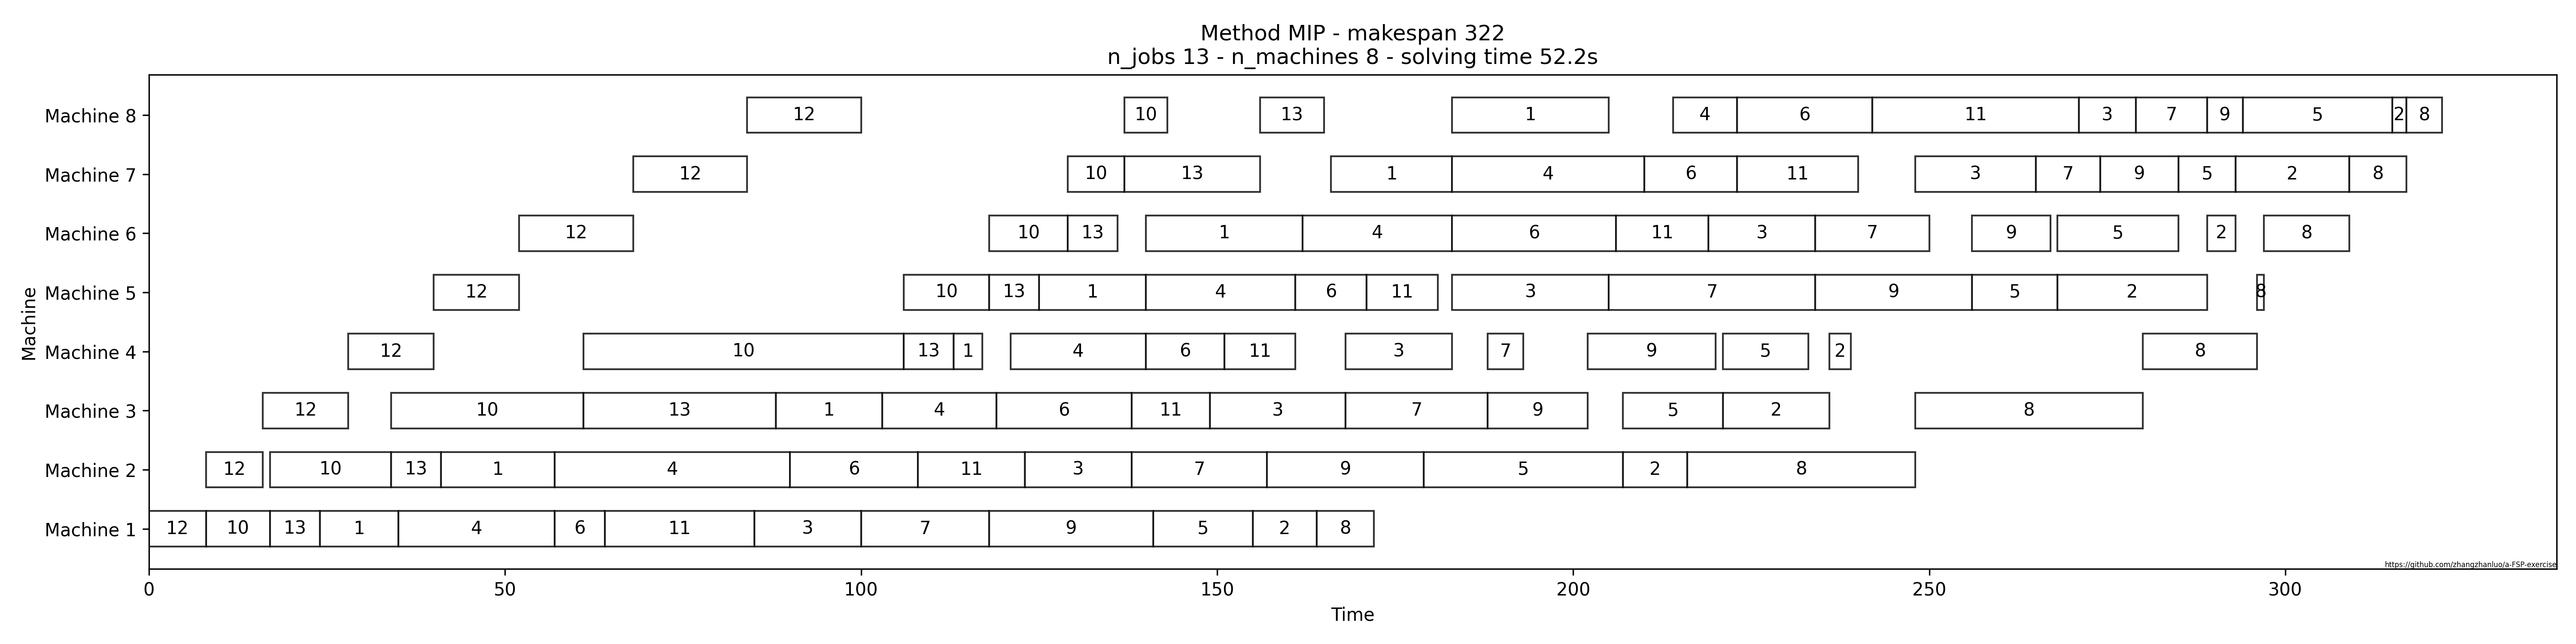 Method MIP - makespan 322
n_jobs 13 - n_machines 8 - solving time 52.2s
Machine
Machine 8 12 10 13 1 4 6 11 3 7 9 5 2 8
Machine 7 12 10 13 1 4 6 11 3 7 9 5 2 8
Machine 6 12 10 13 1 4 6 11 3 7 9 5 2 8
Machine 5 12 10 13 1 4 6 11 3 7 9 5 2 8
Machine 4 12 10 13 1 4 6 11 3 7 9 5 2 8
Machine 3 12 10 13 1 4 6 11 3 7 9 5 2 8
Machine 2 12 10 13 1 4 6 11 3 7 9 5 2 8
Machine 1 12 10 13 1 4 6 11 3 7 9 5 2 8
https://github.com/zhangzhanluo/a-FSP-exercise
0 50 100 150 200 250 300
Time